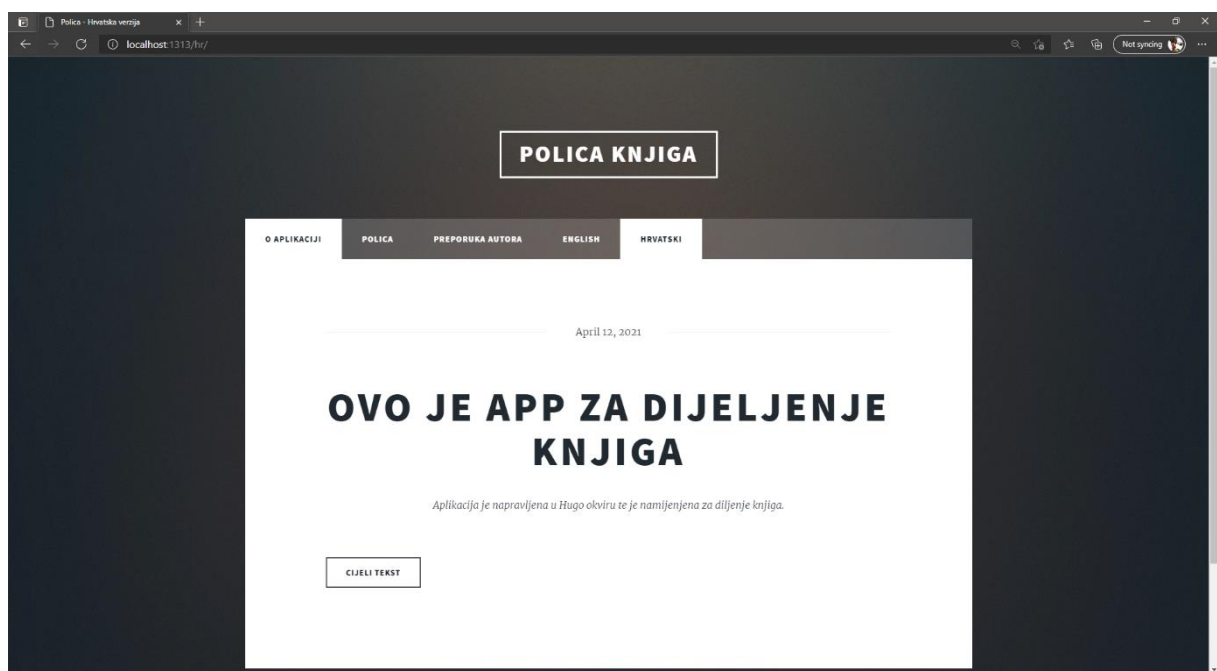 Polica - Hrvatska verzija
localhost:1313/hr/
Not syncing
POLICA KNJIGA
O APLIKACIJI POLICA PREPORUKA AUTORA ENGLISH HRVATSKI
April 12, 2021
OVO JE APP ZA DIJELJENJE
KNJIGA
Aplikacija je napravljena u Hugo okviru te je namijenjena za diljenje knjiga.
CIJELI TEKST